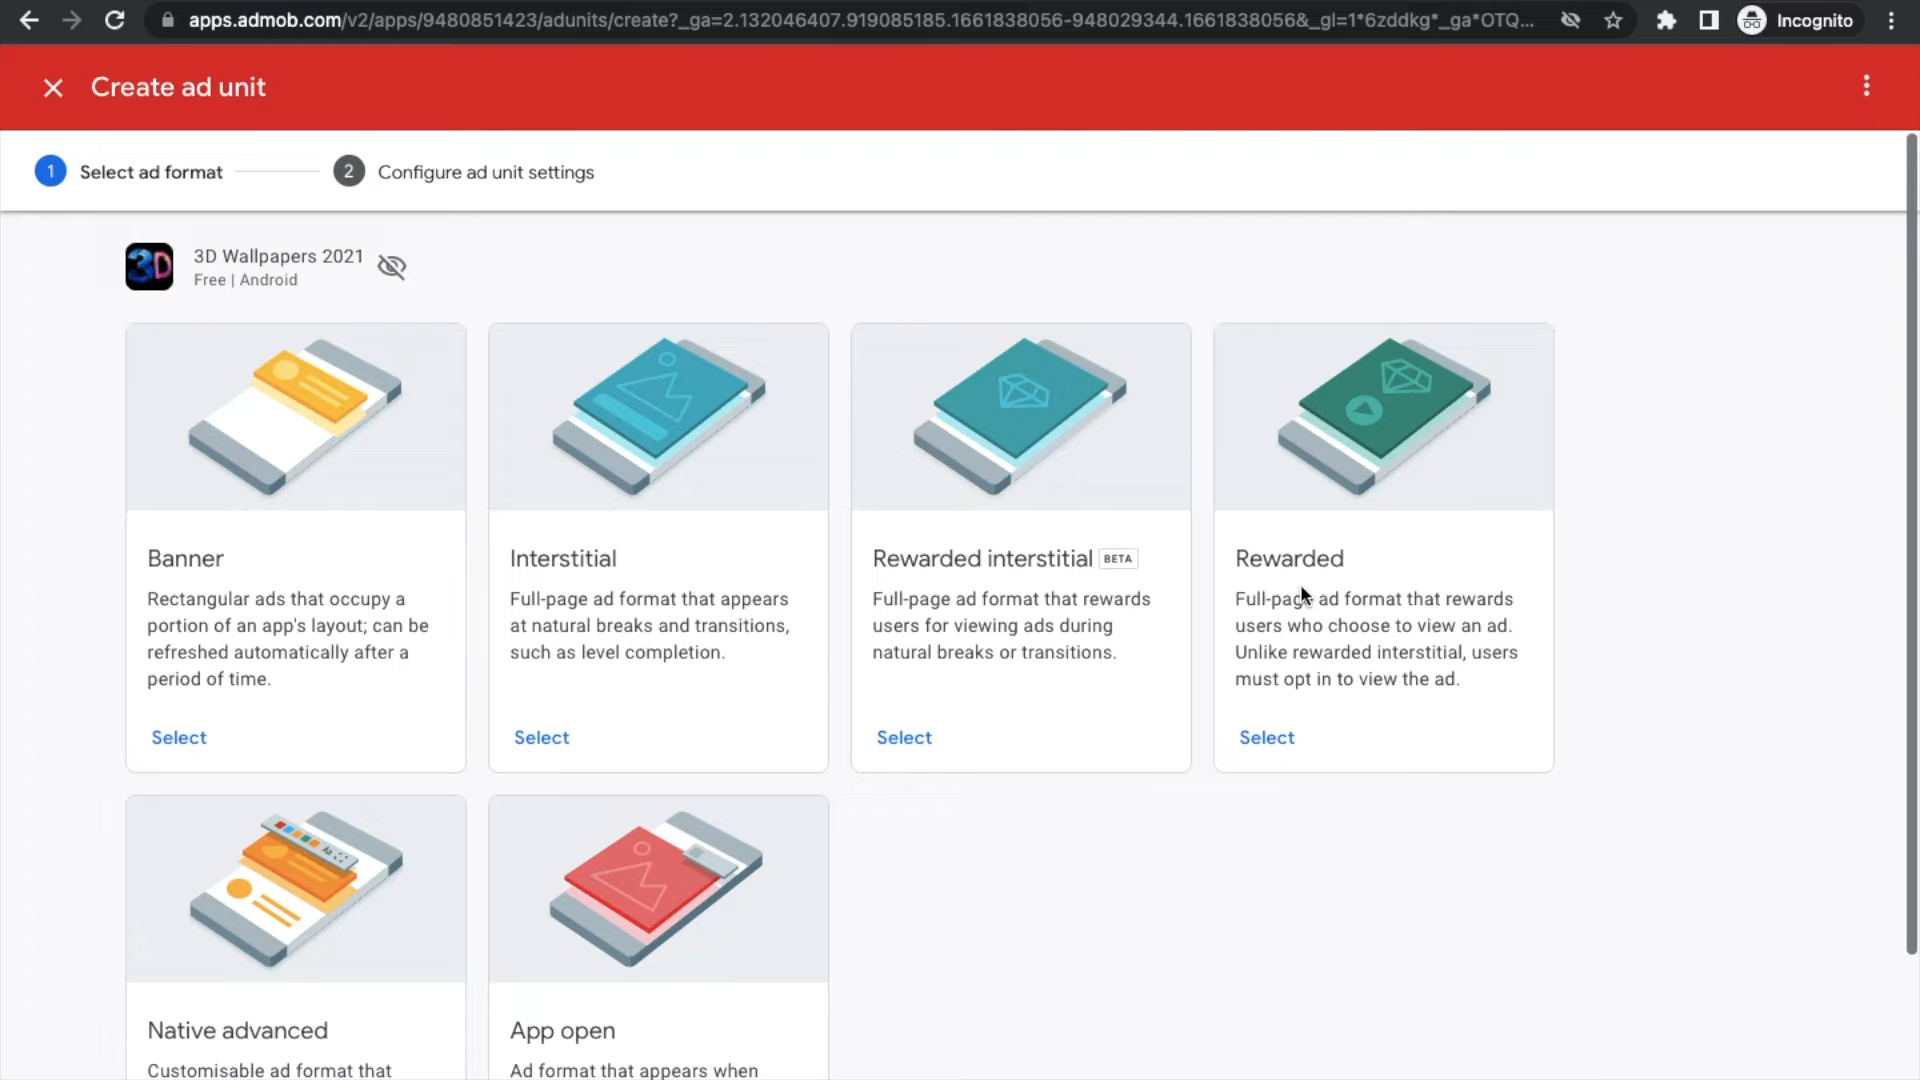 apps.admob.com/v2/apps/9480851423/adunits/create?_ga=2.132046407.919085185.1661838056-948029344.1661838056&_gl=1*6zddkg*_ga*OTQ...
Incognito
Create ad unit
1 Select ad format
2 Configure ad unit settings
3D
3D Wallpapers 2021
Free | Android
Banner
Rectangular ads that occupy a
portion of an app's layout; can be
refreshed automatically after a
period of time.
Select
Interstitial
Full-page ad format that appears
at natural breaks and transitions,
such as level completion.
Select
Rewarded interstitial BETA
Full-page ad format that rewards
users for viewing ads during
natural breaks or transitions.
Select
Rewarded
Full-page ad format that rewards
users who choose to view an ad.
Unlike rewarded interstitial, users
must opt in to view the ad.
Select
Aa
Native advanced
Customisable ad format that
App open
Ad format that appears when